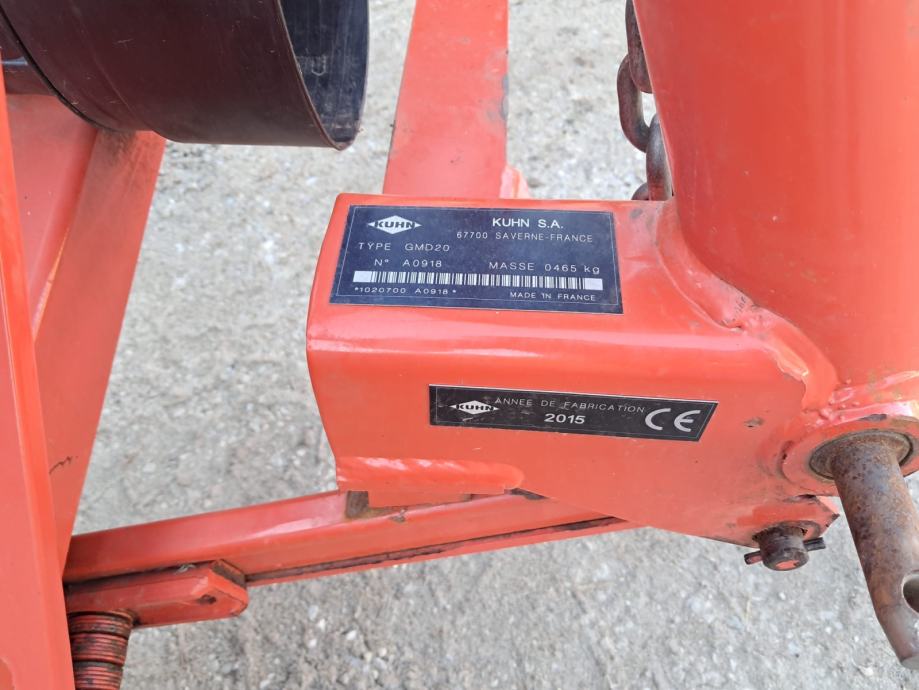 KUHN
KUHN S.A.
67700 SAVERNE-FRANCE
TYPE GMD20
N° A0918 MASSE 0465 kg
*1020700 A0918*
MADE IN FRANCE
KUHN
ANNEE DE FABRICATION
2015
CE